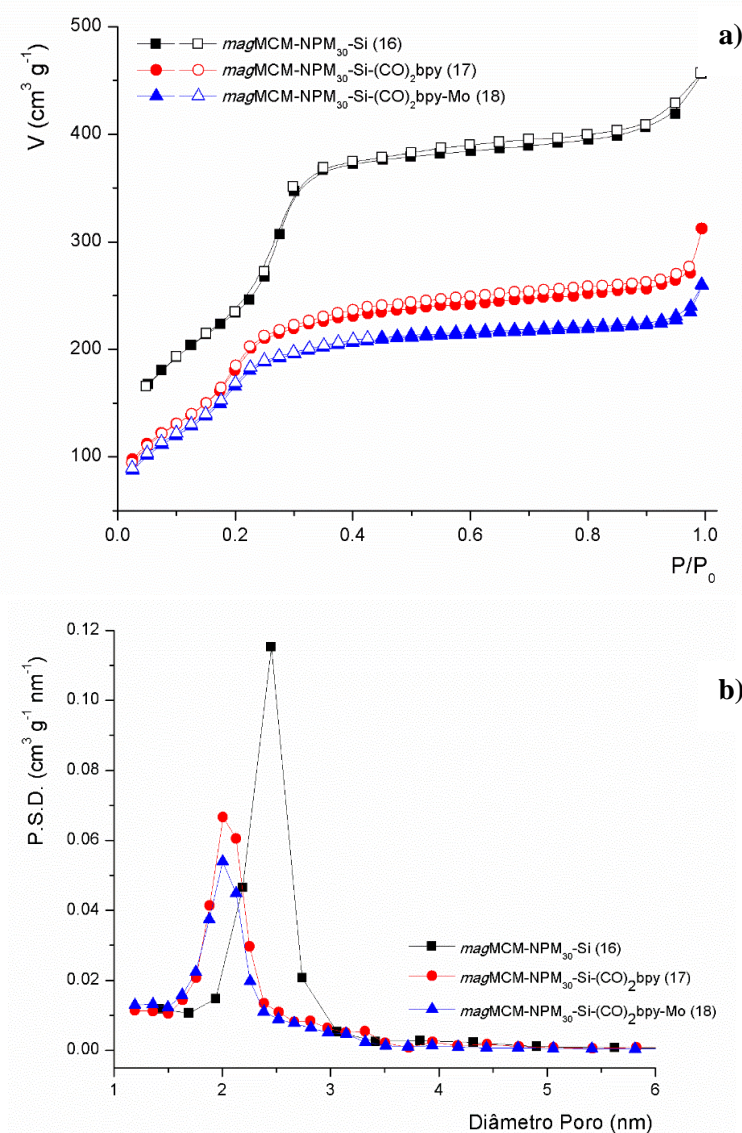 a)
magMCM-NPM₃₀-Si (16)
magMCM-NPM₃₀-Si-(CO)₂bpy (17)
magMCM-NPM₃₀-Si-(CO)₂bpy-Mo (18)
V (cm³ g⁻¹)
500
400
300
200
100
0.0 0.2 0.4 0.6 0.8 1.0
P/P₀
b)
P.S.D. (cm³ g⁻¹ nm⁻¹)
0.12
0.10
0.08
0.06
0.04
0.02
0.00
magMCM-NPM₃₀-Si (16)
magMCM-NPM₃₀-Si-(CO)₂bpy (17)
magMCM-NPM₃₀-Si-(CO)₂bpy-Mo (18)
1 2 3 4 5 6
Diâmetro Poro (nm)